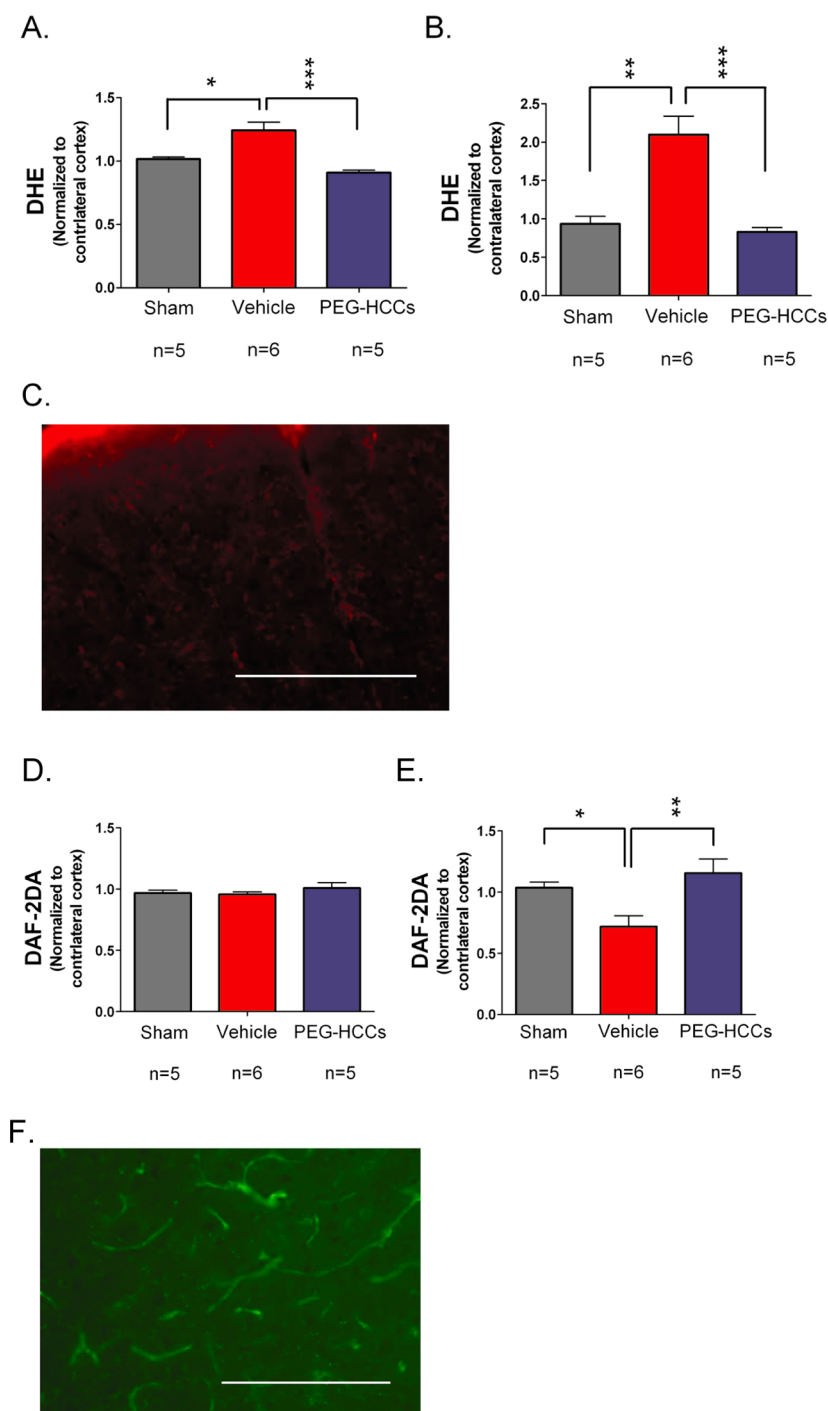 A.
*
***
DHE
(Normalized to
contrlateral cortex)
1.5
1.0
0.5
0.0
Sham
Vehicle
PEG-HCCs
n=5
n=6
n=5
B.
**
***
DHE
(Normalized to
contralateral cortex)
2.5
2.0
1.5
1.0
0.5
0.0
Sham
Vehicle
PEG-HCCs
n=5
n=6
n=5
C.
D.
DAF-2DA
(Normalized to
contrlateral cortex)
1.5
1.0
0.5
0.0
Sham
Vehicle
PEG-HCCs
n=5
n=6
n=5
E.
*
**
DAF-2DA
(Normalized to
contrlateral cortex)
1.5
1.0
0.5
0.0
Sham
Vehicle
PEG-HCCs
n=5
n=6
n=5
F.